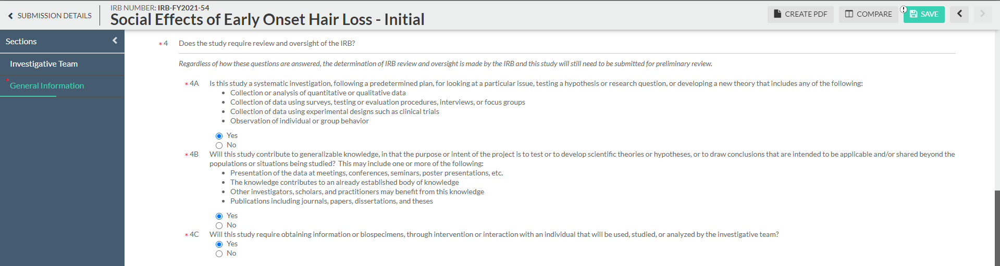 SUBMISSION DETAILS
IRB NUMBER: IRB-FY2021-54
Social Effects of Early Onset Hair Loss - Initial
CREATE PDF
COMPARE
SAVE
Sections
Investigative Team
* General Information
* 4 Does the study require review and oversight of the IRB?
Regardless of how these questions are answered, the determination of IRB review and oversight is made by the IRB and this study will still need to be submitted for preliminary review.
* 4A Is this study a systematic investigation, following a predetermined plan, for looking at a particular issue, testing a hypothesis or research question, or developing a new theory that includes any of the following:
• Collection or analysis of quantitative or qualitative data
• Collection of data using surveys, testing or evaluation procedures, interviews, or focus groups
• Collection of data using experimental designs such as clinical trials
• Observation of individual or group behavior
Yes
No
* 4B Will this study contribute to generalizable knowledge, in that the purpose or intent of the project is to test or to develop scientific theories or hypotheses, or to draw conclusions that are intended to be applicable and/or shared beyond the
populations or situations being studied? This may include one or more of the following:
• Presentation of the data at meetings, conferences, seminars, poster presentations, etc.
• The knowledge contributes to an already established body of knowledge
• Other investigators, scholars, and practitioners may benefit from this knowledge
• Publications including journals, papers, dissertations, and theses
Yes
No
* 4C Will this study require obtaining information or biospecimens, through intervention or interaction with an individual that will be used, studied, or analyzed by the investigative team?
Yes
No